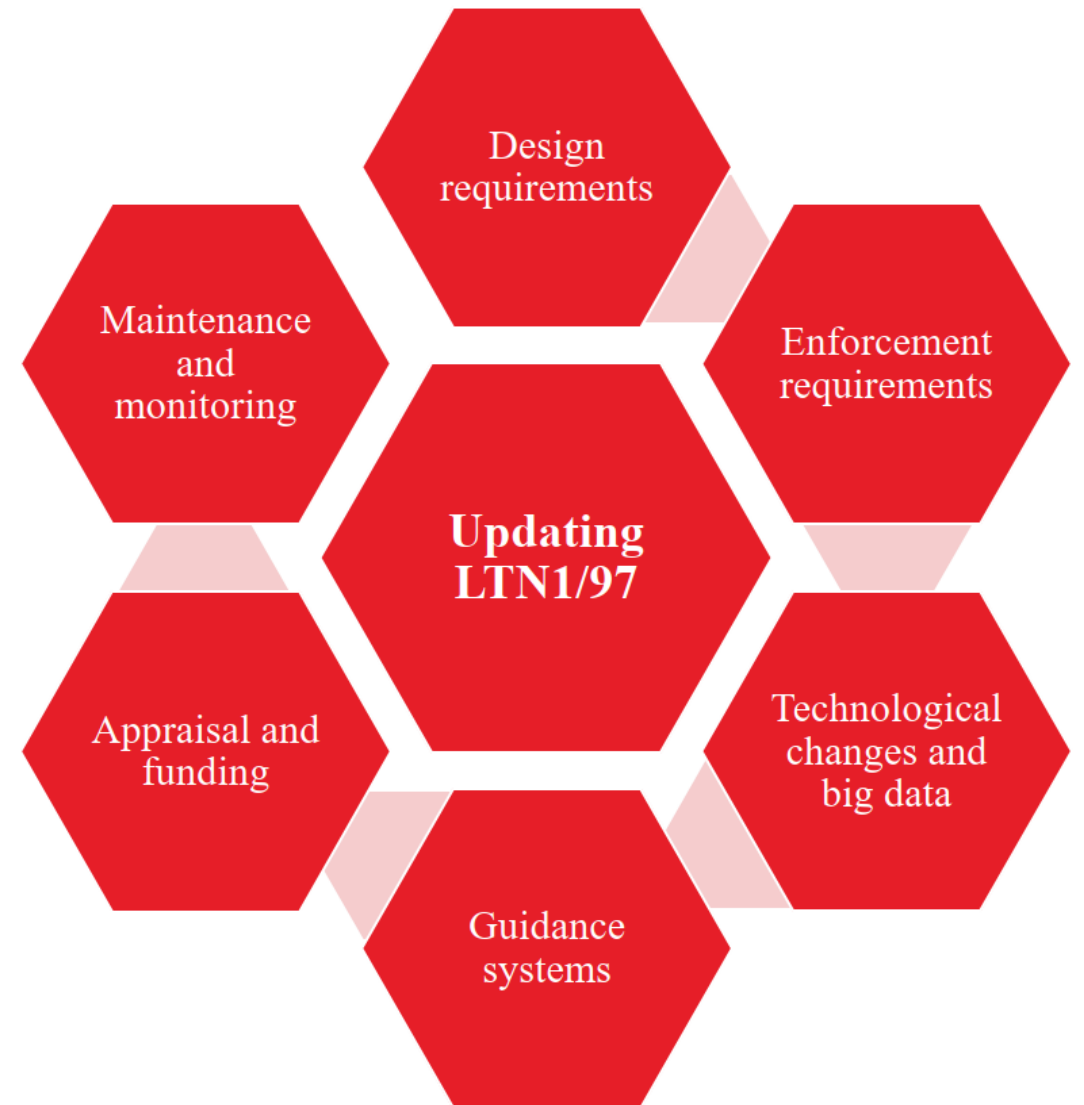 Design
requirements
Enforcement
requirements
Technological
changes and
big data
Guidance
systems
Appraisal and
funding
Maintenance
and
monitoring
Updating
LTN1/97